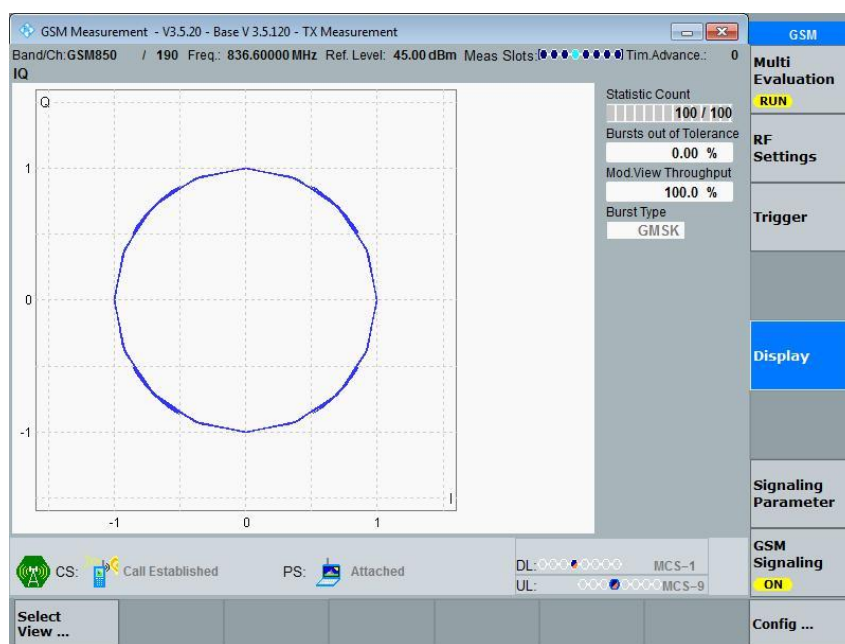 GSM Measurement - V3.5.20 - Base V 3.5.120 - TX Measurement
GSM
Band/Ch: GSM850 / 190 Freq.: 836.60000 MHz Ref. Level: 45.00 dBm Meas Slots: Tim.Advance.: 0
IQ
Multi
Evaluation
RUN
Statistic Count
100 / 100
Bursts out of Tolerance
0.00 %
Mod.View Throughput
100.0 %
Burst Type
GMSK
RF
Settings
Trigger
Display
Q
1
0
-1
I
-1 0 1
Signaling
Parameter
GSM
Signaling
ON
CS: Call Established PS: Attached
DL: MCS-1
UL: MCS-9
Select
View ...
Config ...